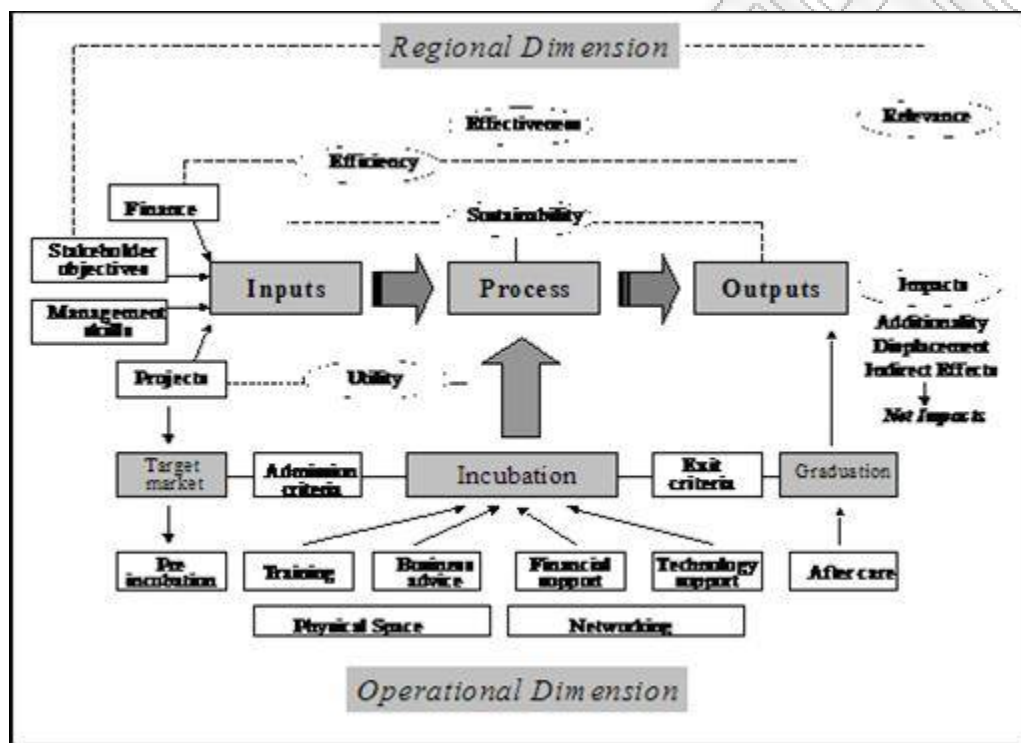 Regional Dimension
Relevance
Effectiveness
Efficiency
Finance
Sustainability
Stakeholder
objectives
Inputs
Process
Outputs
Impacts
Management
skills
Additionality
Displacement
Indirect Effects
Projects
Utility
Net Impacts
Target
market
Admission
criteria
Incubation
Exit
criteria
Graduation
Pre
incubation
Training
Business
advice
Financial
support
Technology
support
After care
Physical Space
Networking
Operational Dimension